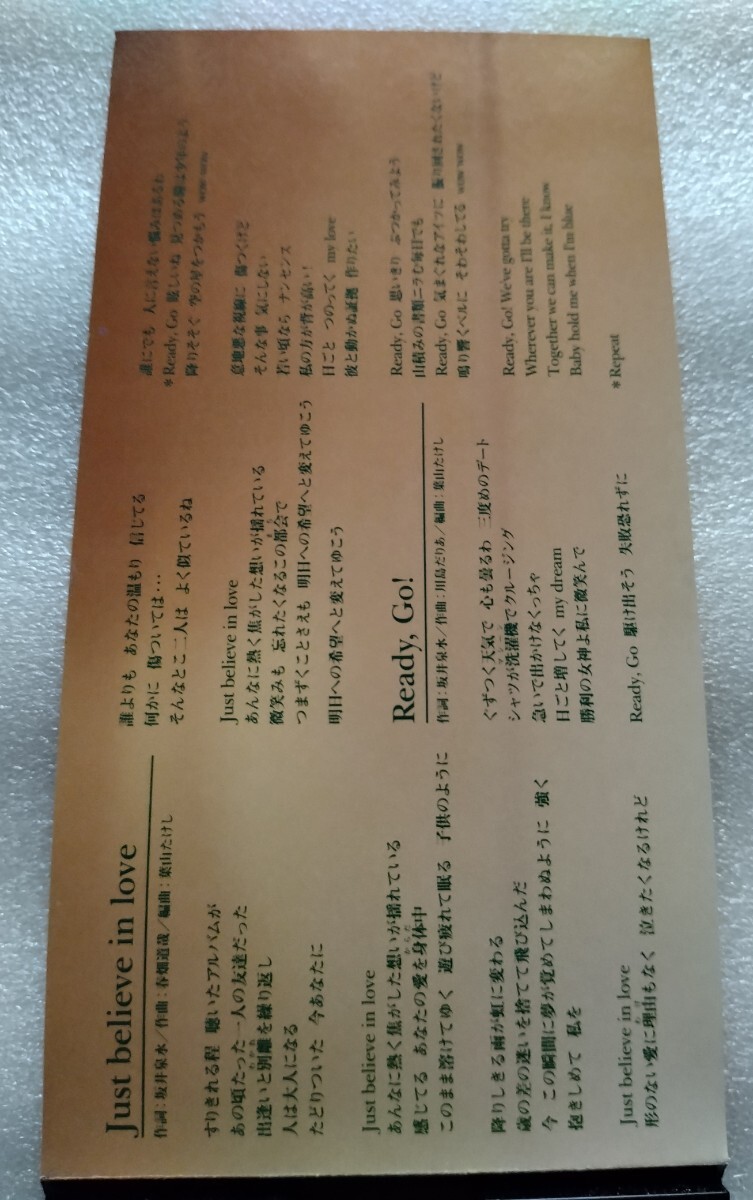 Just believe in love
作詞：坂井泉水／作曲：春畑道哉／編曲：葉山たけし
すりきれる程 聴いたアルバムが
あの頃たった一人の友達だった
出逢いと別離を繰り返し
わかれ
人は大人になる
たどりついた 今あなたに
Just believe in love
あんなに熱く焦がした想いが揺れている
感じてる あなたの愛を身体中
からだ
このまま溶けてゆく 遊び疲れて眠る 子供のように
降りしきる雨が虹に変わる
歳の差の迷いを捨てて飛び込んだ
今 この瞬間に夢が覚めてしまわぬように 強く
抱きしめて 私を
Just believe in love
形のない愛に理由もなく 泣きたくなるけれど
誰よりも あなたの温もり 信じてる
何かに 傷ついては・・・
そんなとこ二人は よく似ているね
Just believe in love
あんなに熱く焦がした想いが揺れている
微笑みも 忘れたくなるこの都会で
まち
つまずくことさえも 明日への希望へと変えてゆこう
明日への希望へと変えてゆこう
Ready, Go!
作詞：坂井泉水／作曲：川島だりあ／編曲：葉山たけし
ぐずつく天気で 心も曇るわ 三度めのデート
シャツが洗濯機でクルージング
マシーン
急いで出かけなくっちゃ
日ごと増してく my dream
勝利の女神よ私に微笑んで
Ready, Go 駆け出そう 失敗恐れずに
誰にでも 人に言えない悩みはあるわ
＊Ready, Go 眩しいね 見つめる瞳は少年のよう
降りそそぐ 空の星をつかもう wow wow
意地悪な視線に 傷つくけど
そんな事 気にしない
若い頃なら ナンセンス
私の方が背が高い！
日ごと つのってく my love
彼と動かぬ証拠 作りたい
Ready, Go 思いきり ぶつかってみよう
山積みの書類ニラむ毎日でも
Ready, Go 気まぐれなアイツに 振り回されたくないけど
鳴り響くベルに そわそわしてる wow wow
Ready, Go! We've gotta try
Wherever you are I'll be there
Together we can make it, I know
Baby hold me when I'm blue
＊Repeat